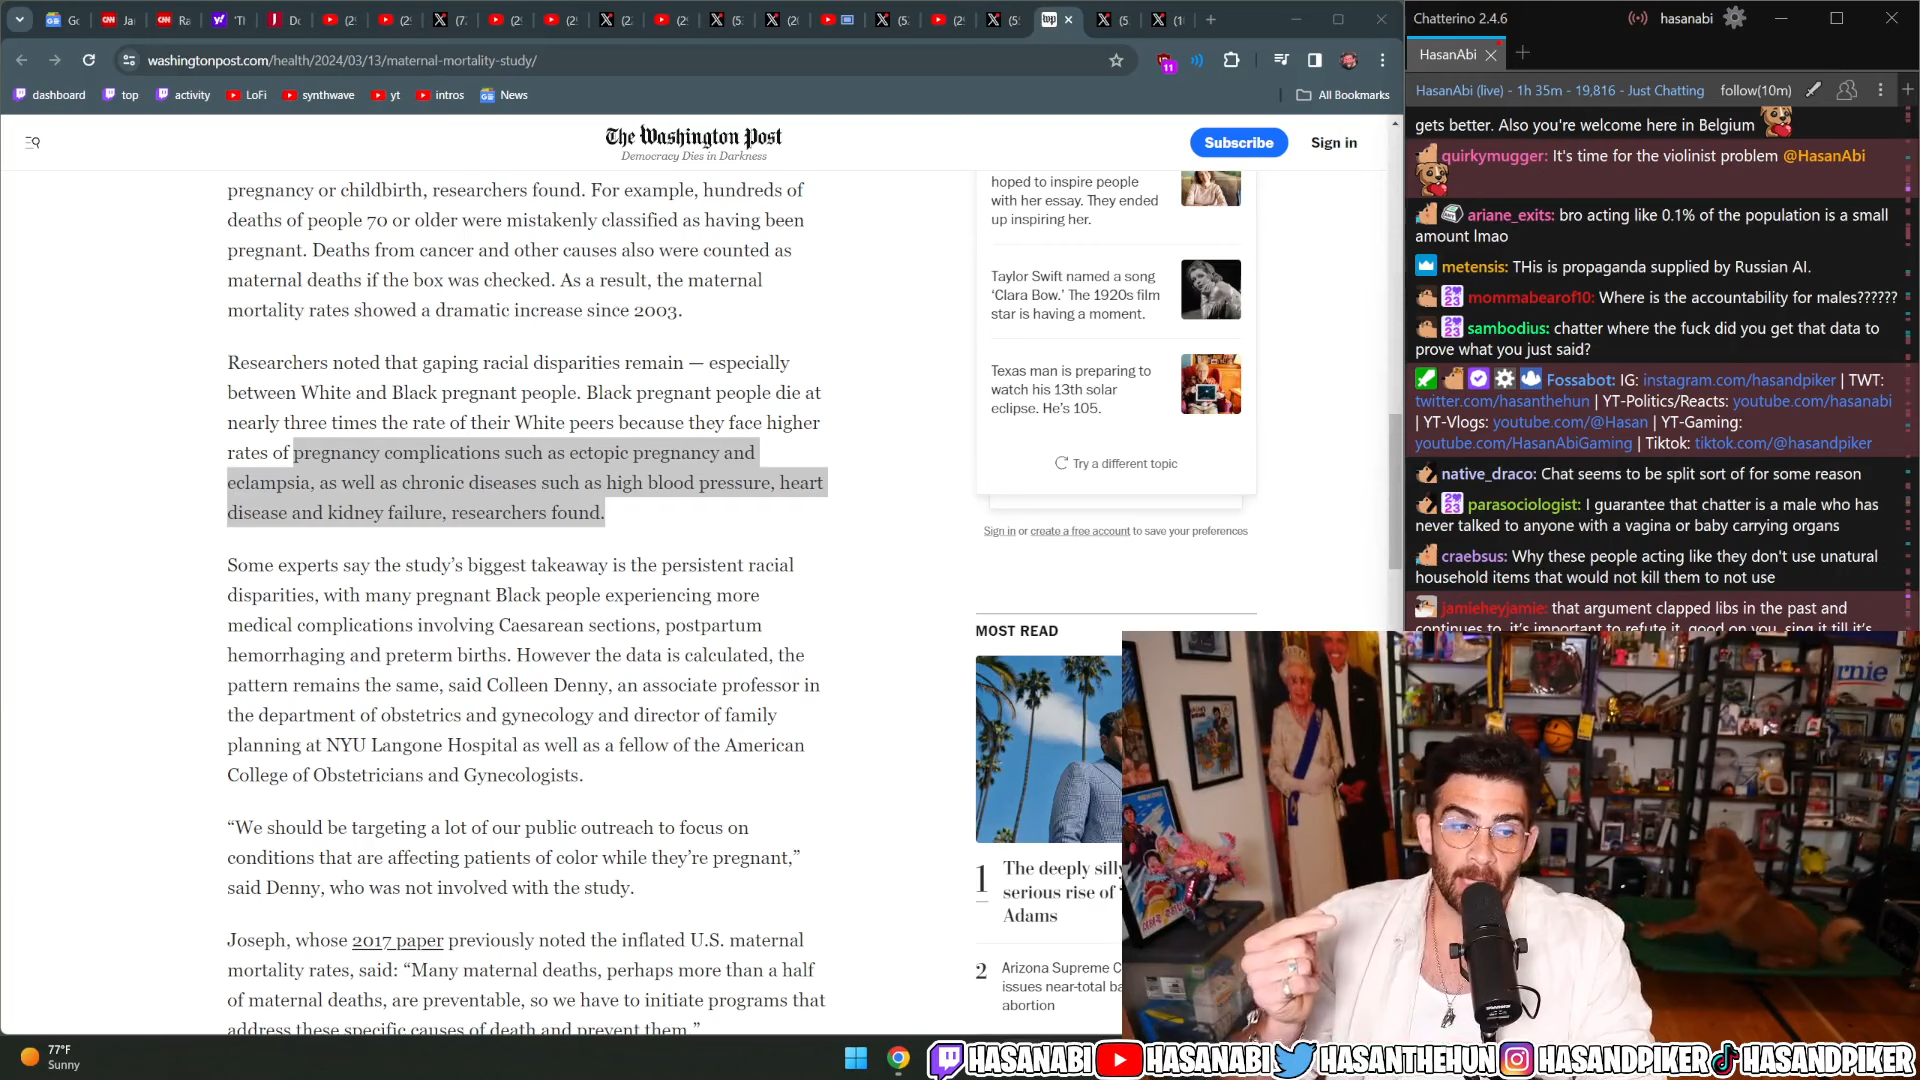 Chatterino 2.4.6
hasanabi
washingtonpost.com/health/2024/03/13/maternal-mortality-study/
11
HasanAbi
dashboard
top
activity
LoFi
synthwave
yt
intros
News
All Bookmarks
HasanAbi (live) - 1h 35m - 19,816 - Just Chatting
follow(10m)
The Washington Post
Democracy Dies in Darkness
Subscribe
Sign in
pregnancy or childbirth, researchers found. For example, hundreds of
deaths of people 70 or older were mistakenly classified as having been
pregnant. Deaths from cancer and other causes also were counted as
maternal deaths if the box was checked. As a result, the maternal
mortality rates showed a dramatic increase since 2003.
Researchers noted that gaping racial disparities remain — especially
between White and Black pregnant people. Black pregnant people die at
nearly three times the rate of their White peers because they face higher
rates of pregnancy complications such as ectopic pregnancy and
eclampsia, as well as chronic diseases such as high blood pressure, heart
disease and kidney failure, researchers found.
Some experts say the study's biggest takeaway is the persistent racial
disparities, with many pregnant Black people experiencing more
medical complications involving Caesarean sections, postpartum
hemorrhaging and preterm births. However the data is calculated, the
pattern remains the same, said Colleen Denny, an associate professor in
the department of obstetrics and gynecology and director of family
planning at NYU Langone Hospital as well as a fellow of the American
College of Obstetricians and Gynecologists.
“We should be targeting a lot of our public outreach to focus on
conditions that are affecting patients of color while they're pregnant,”
said Denny, who was not involved with the study.
Joseph, whose 2017 paper previously noted the inflated U.S. maternal
mortality rates, said: “Many maternal deaths, perhaps more than a half
of maternal deaths, are preventable, so we have to initiate programs that
address these specific causes of death and prevent them.”
hoped to inspire people
with her essay. They ended
up inspiring her.
Taylor Swift named a song
‘Clara Bow.’ The 1920s film
star is having a moment.
Texas man is preparing to
watch his 13th solar
eclipse. He's 105.
Try a different topic
Sign in or create a free account to save your preferences
MOST READ
1
The deeply silly
serious rise of
Adams
2
Arizona Supreme C
issues near-total ba
abortion
gets better. Also you're welcome here in Belgium
quirkymugger: It's time for the violinist problem @HasanAbi
ariane_exits: bro acting like 0.1% of the population is a small
amount lmao
metensis: THis is propaganda supplied by Russian AI.
mommabearof10: Where is the accountability for males??????
sambodius: chatter where the fuck did you get that data to
prove what you just said?
Fossabot: IG: instagram.com/hasandpiker | TWT:
twitter.com/hasanthehun | YT-Politics/Reacts: youtube.com/hasanabi
| YT-Vlogs: youtube.com/@Hasan | YT-Gaming:
youtube.com/HasanAbiGaming | Tiktok: tiktok.com/@hasandpiker
native_draco: Chat seems to be split sort of for some reason
parasociologist: I guarantee that chatter is a male who has
never talked to anyone with a vagina or baby carrying organs
craebsus: Why these people acting like they don't use unatural
household items that would not kill them to not use
jamieheyjamie: that argument clapped libs in the past and
continues to, it's important to refute it, good on you, sing it till it's
rnie
77°F
Sunny
HASANABI HASANABI HASANTHEHUN HASANDPIKER HASANDPIKER